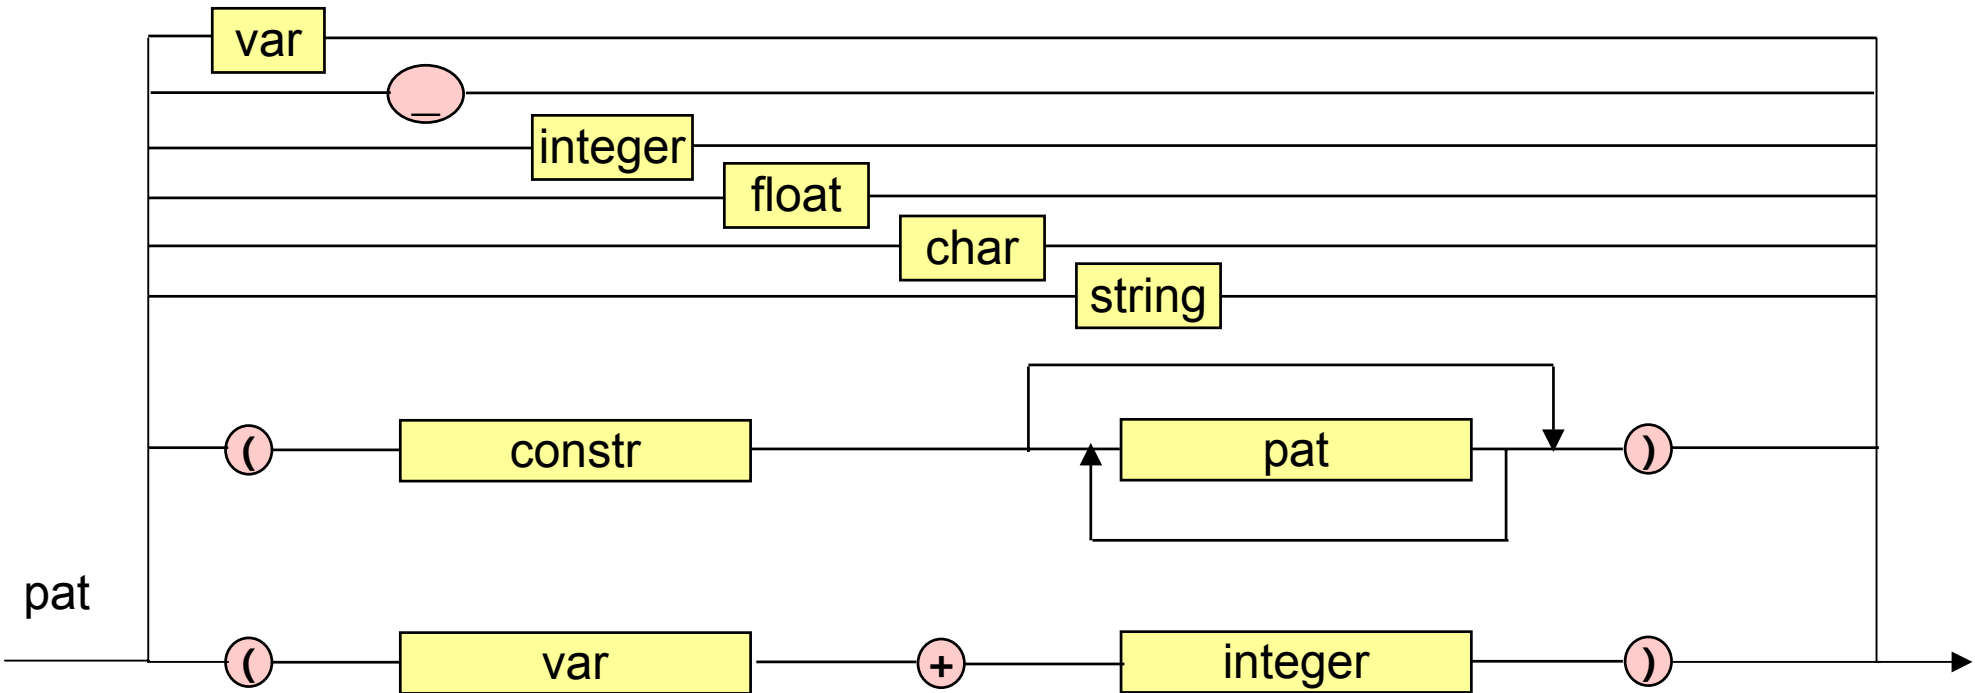 var
_
integer
float
char
string
( constr pat )
pat
( var + integer )